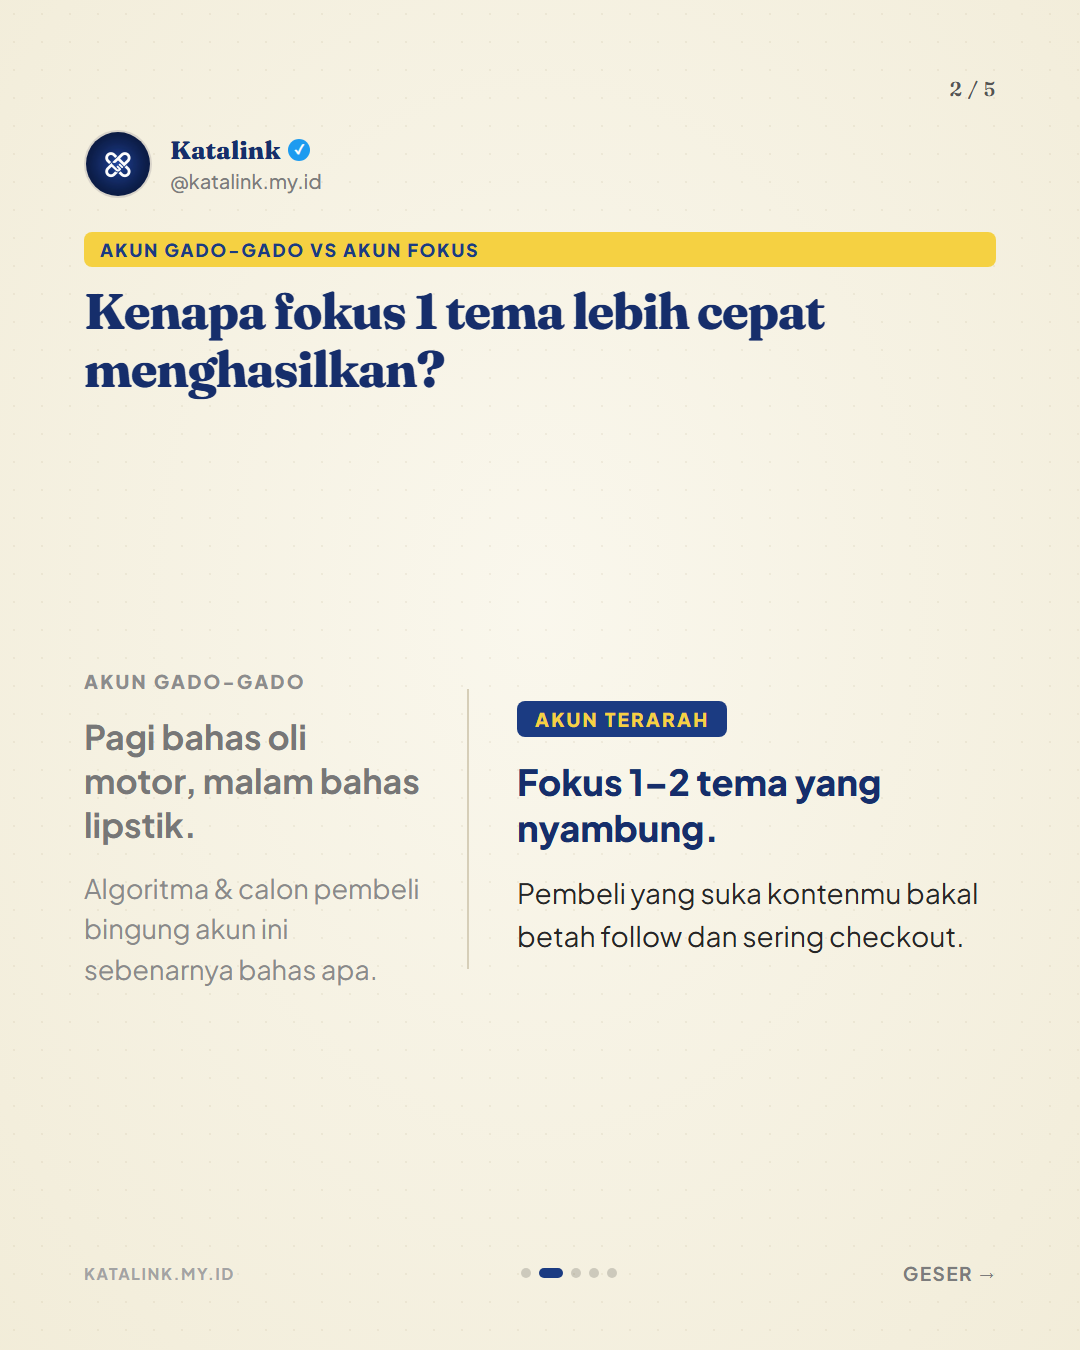 2 / 5
Katalink
@katalink.my.id
AKUN GADO-GADO VS AKUN FOKUS
Kenapa fokus 1 tema lebih cepat
menghasilkan?
AKUN GADO-GADO
Pagi bahas oli
motor, malam bahas
lipstik.
Algoritma & calon pembeli
bingung akun ini
sebenarnya bahas apa.
AKUN TERARAH
Fokus 1–2 tema yang
nyambung.
Pembeli yang suka kontenmu bakal
betah follow dan sering checkout.
KATALINK.MY.ID
GESER →